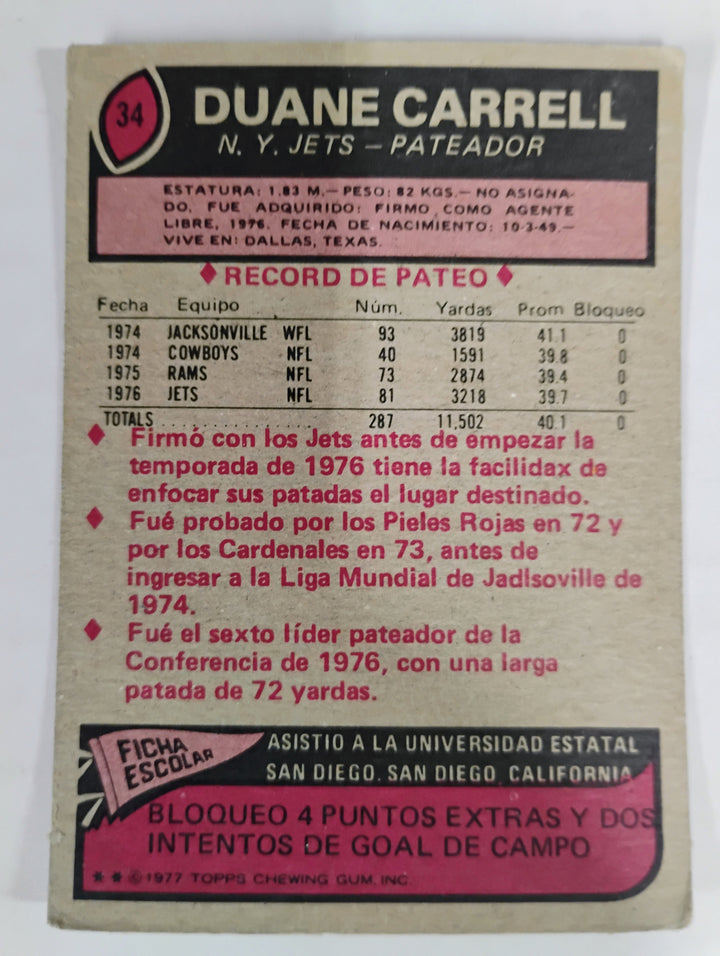 34
DUANE CARRELL
N. Y. JETS – PATEADOR
ESTATURA: 1.83 M.– PESO: 82 KGS.– NO ASIGNA-
DO. FUE ADQUIRIDO: FIRMO COMO AGENTE
LIBRE, 1976. FECHA DE NACIMIENTO: 10-3-49.–
VIVE EN: DALLAS, TEXAS.
♦ RECORD DE PATEO ♦
Fecha Equipo Núm. Yardas Prom Bloqueo
1974 JACKSONVILLE WFL 93 3819 41.1 0
1974 COWBOYS NFL 40 1591 39.8 0
1975 RAMS NFL 73 2874 39.4 0
1976 JETS NFL 81 3218 39.7 0
TOTALS . . . . . . . . . . . . . . . 287 11,502 40.1 0
♦ Firmó con los Jets antes de empezar la
temporada de 1976 tiene la facilidax de
enfocar sus patadas el lugar destinado.
♦ Fué probado por los Pieles Rojas en 72 y
por los Cardenales en 73, antes de
ingresar a la Liga Mundial de Jadlsoville de
1974.
♦ Fué el sexto líder pateador de la
Conferencia de 1976, con una larga
patada de 72 yardas.
FICHA
ESCOLAR
ASISTIO A LA UNIVERSIDAD ESTATAL
SAN DIEGO. SAN DIEGO, CALIFORNIA
BLOQUEO 4 PUNTOS EXTRAS Y DOS
INTENTOS DE GOAL DE CAMPO
* * © 1977 TOPPS CHEWING GUM, INC.